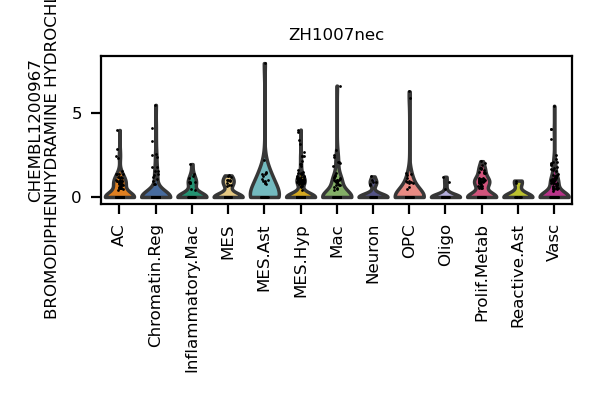 ZH1007nec
CHEMBL1200967
BROMODIPHENHYDRAMINE
5
0
AC
Chromatin.Reg
Inflammatory.Mac
MES
MES.Ast
MES.Hyp
Mac
Neuron
OPC
Oligo
Prolif.Metab
Reactive.Ast
Vasc